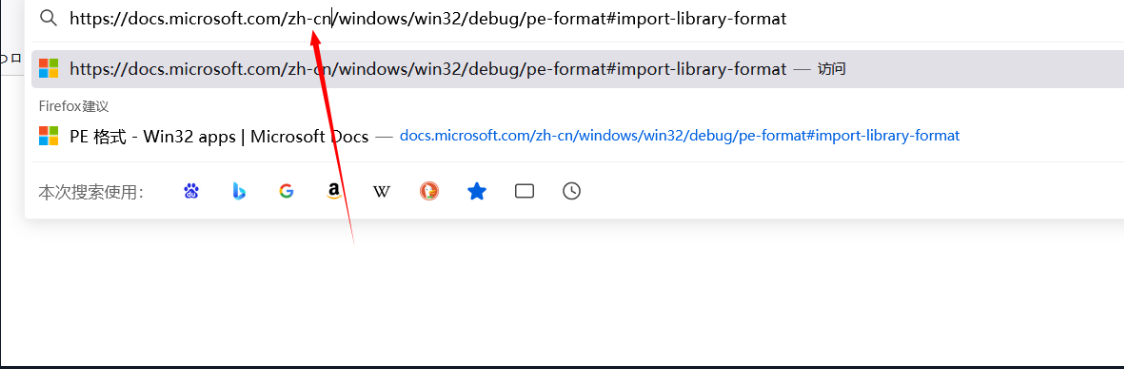 https://docs.microsoft.com/zh-cn/windows/win32/debug/pe-format#import-library-format
https://docs.microsoft.com/zh-cn/windows/win32/debug/pe-format#import-library-format — 访问
Firefox建议
PE 格式 - Win32 apps | Microsoft Docs — docs.microsoft.com/zh-cn/windows/win32/debug/pe-format#import-library-format
本次搜索使用：